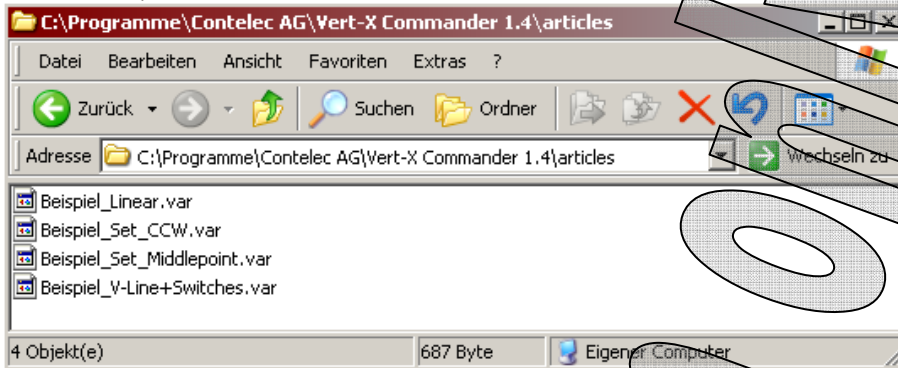 C:\Programme\Contelec AG\Vert-X Commander 1.4\articles
Datei Bearbeiten Ansicht Favoriten Extras ?
Zurück Suchen Ordner
Adresse C:\Programme\Contelec AG\Vert-X Commander 1.4\articles Wechseln zu
Beispiel_Linear.var
Beispiel_Set_CCW.var
Beispiel_Set_Middlepoint.var
Beispiel_V-Line+Switches.var
4 Objekt(e) 687 Byte Eigener Computer